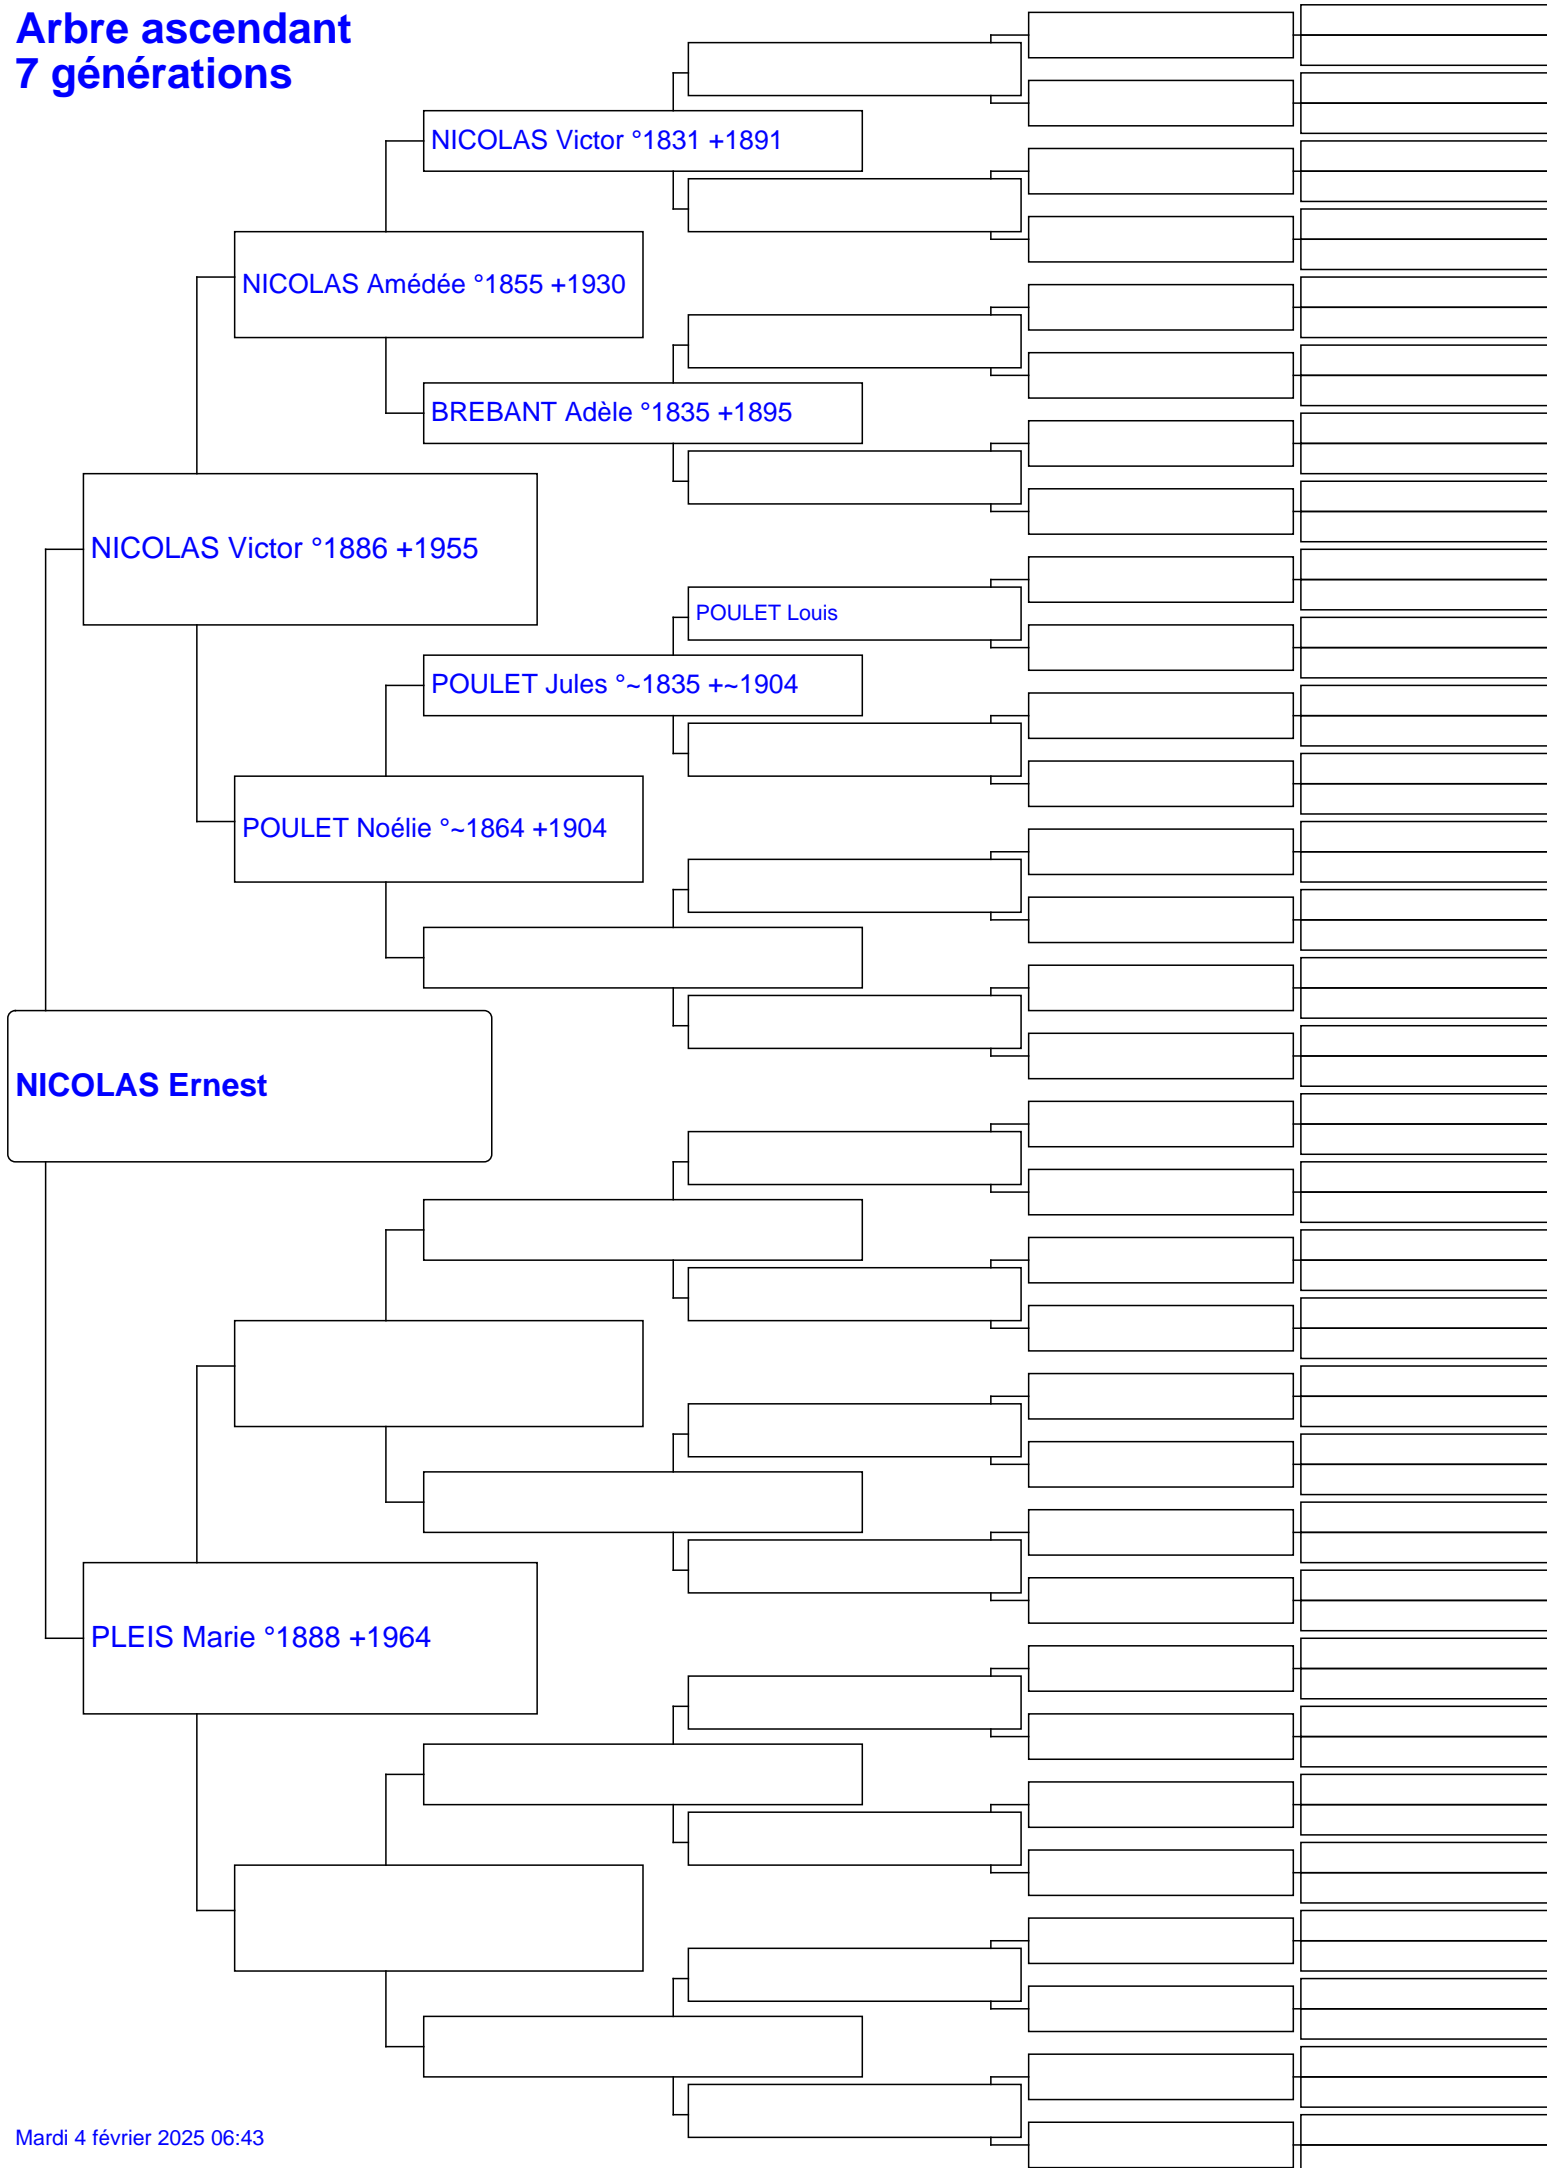 Arbre ascendant
7 générations
NICOLAS Victor °1831 +1891
NICOLAS Amédée °1855 +1930
BREBANT Adèle °1835 +1895
NICOLAS Victor °1886 +1955
POULET Louis
POULET Jules °~1835 +~1904
POULET Noélie °~1864 +1904
NICOLAS Ernest
PLEIS Marie °1888 +1964
Mardi 4 février 2025 06:43